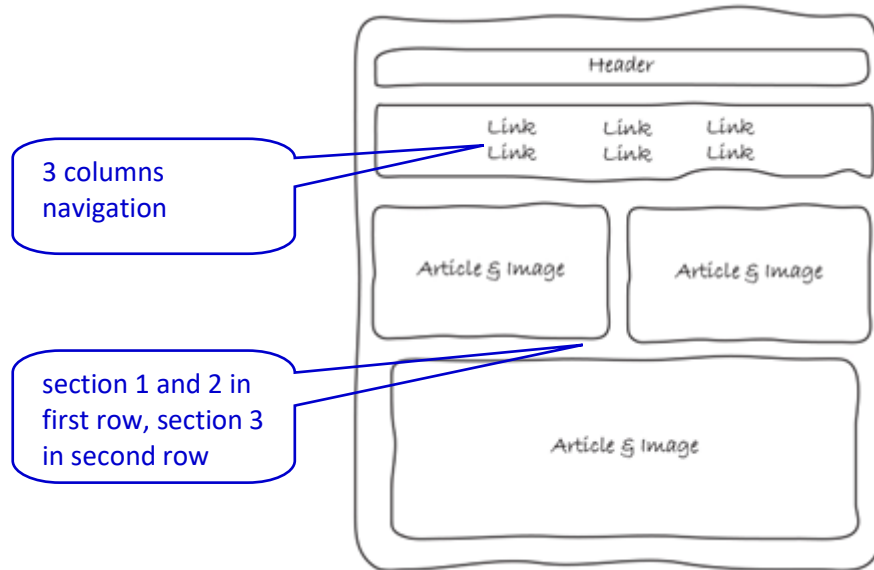 Header
Link Link Link
Link Link Link
3 columns
navigation
Article & Image Article & Image
section 1 and 2 in
first row, section 3
in second row
Article & Image